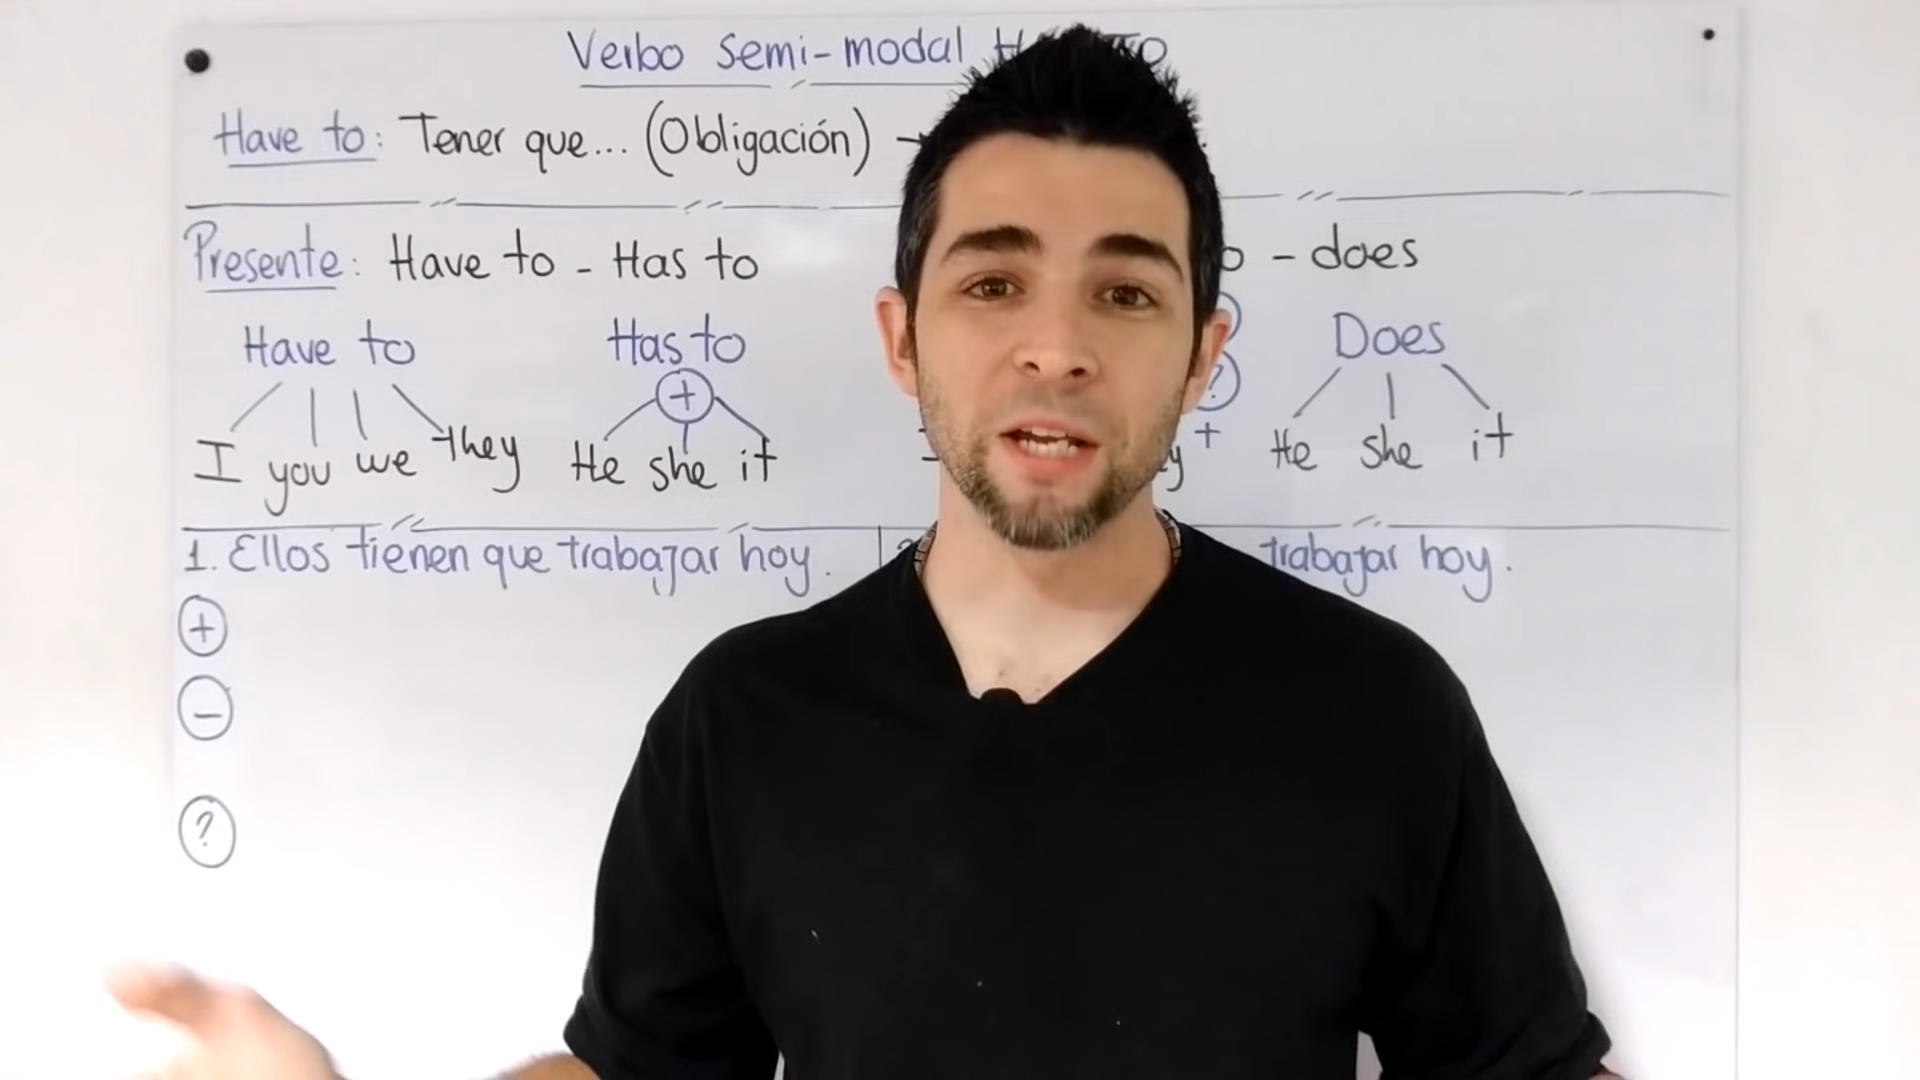 Verbo semi-modal
Have to: Tener que... (Obligación) →
Presente: Have to - Has to - does
Have to Has to Does
+ ?
I you we they He she it + He she it
1. Ellos tienen que trabajar hoy. trabajar hoy.
+
-
?